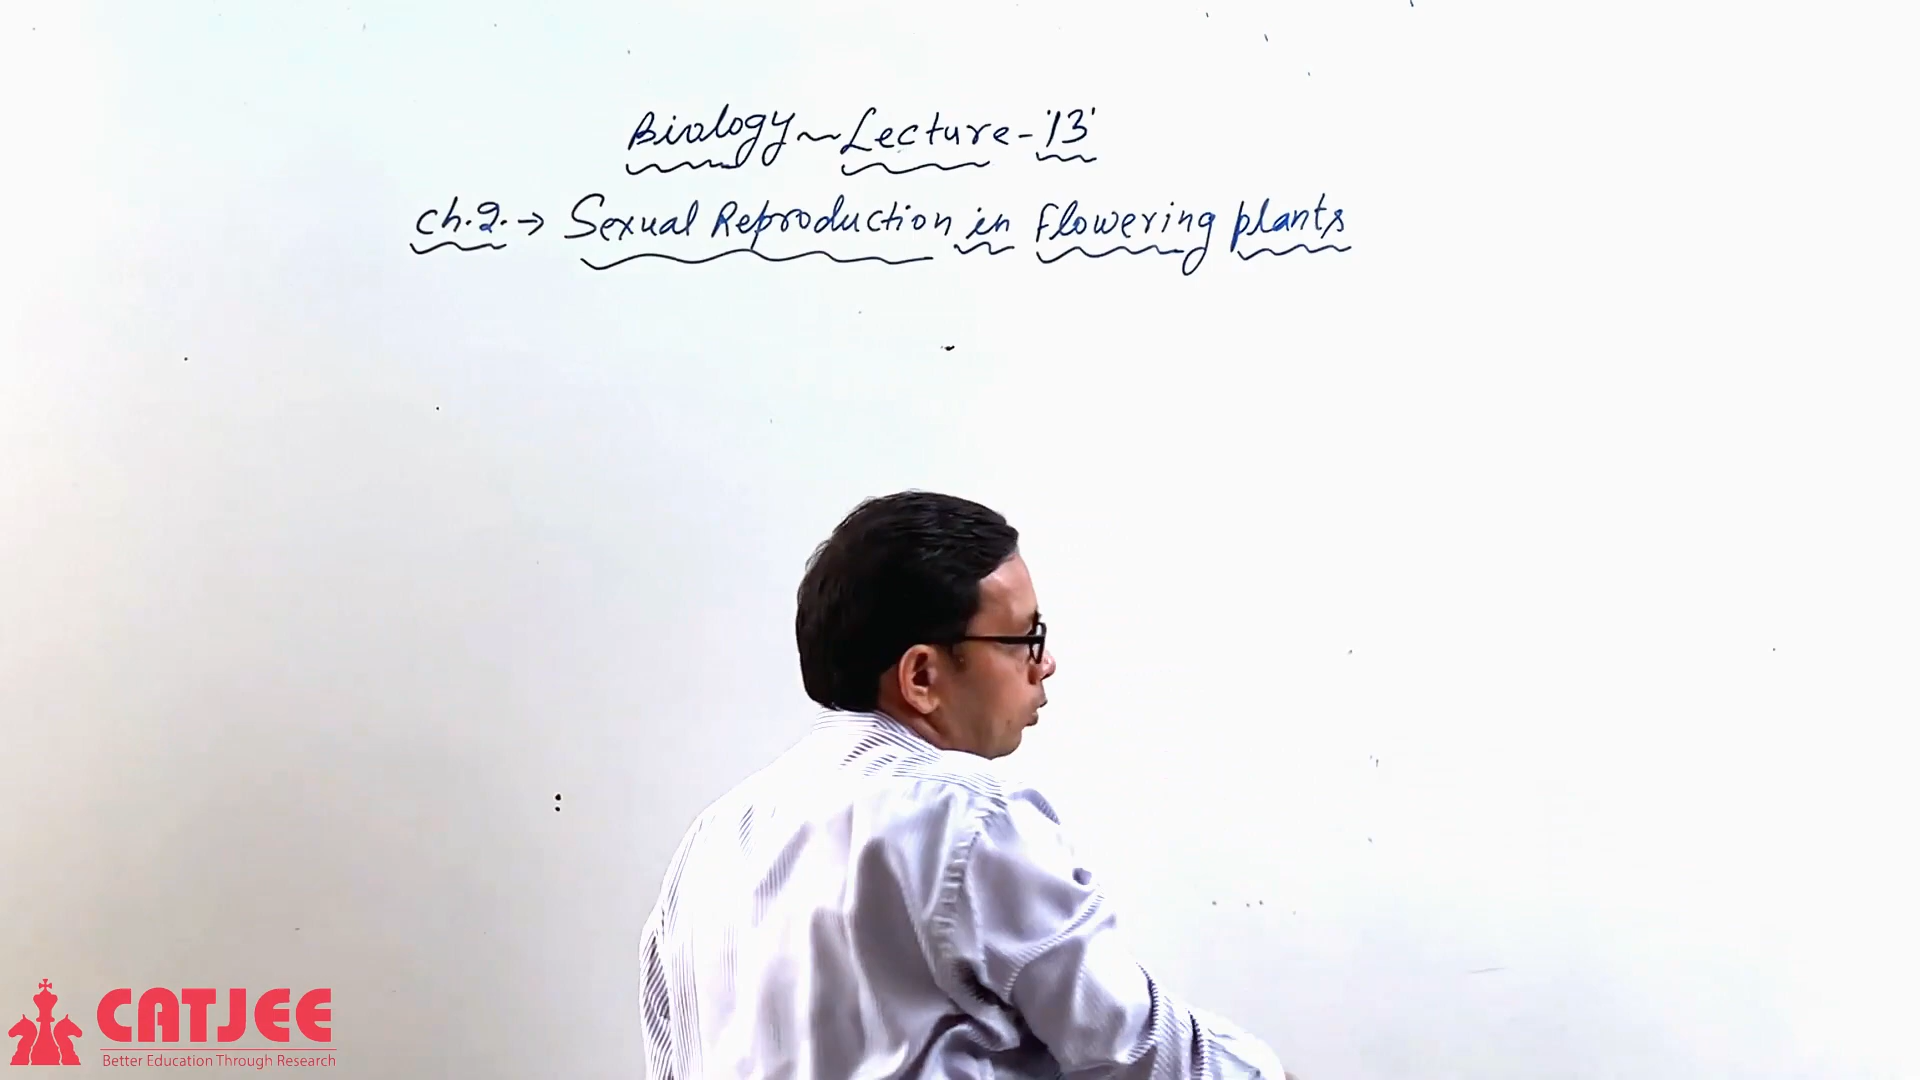 Biology ~ Lecture - '13'
Ch.2. → Sexual Reproduction in Flowering plants
CATJEE
Better Education Through Research